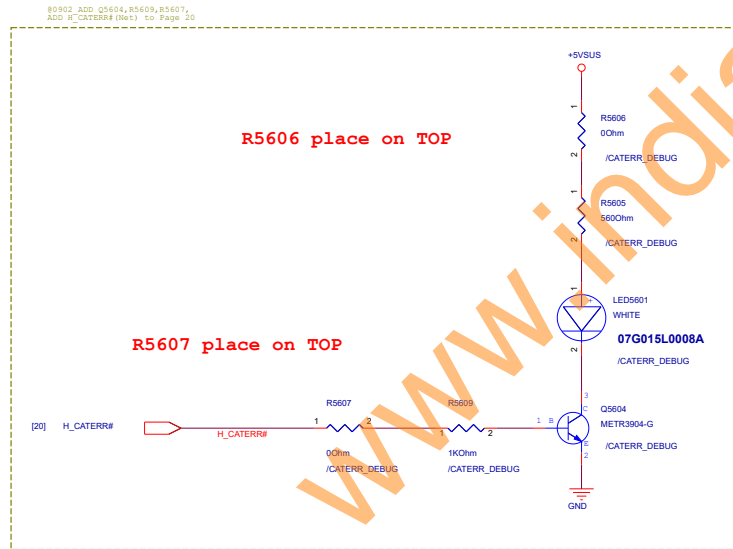 @0902 ADD Q5604,R5609,R5607,
ADD H_CATERR#(Net) to Page 20
+5VSUS
1
R5606
0Ohm
2
/CATERR_DEBUG
R5606 place on TOP
1
R5605
560Ohm
2
/CATERR_DEBUG
1
+
LED5601
WHITE
07G015L0008A
2
/CATERR_DEBUG
R5607 place on TOP
[20]
H_CATERR#
H_CATERR#
R5607
1
2
0Ohm
/CATERR_DEBUG
R5609
1
2
1KOhm
/CATERR_DEBUG
3
C
1
B
Q5604
METR3904-G
E
2
/CATERR_DEBUG
GND
www.indi